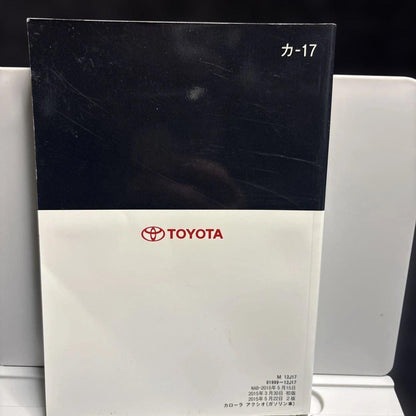 カ-17
TOYOTA
M 12J17
01999-12J17
NAB-2015年5月15日
2015年3月30日 初版
2015年5月22日 2版
カローラ アクシオ(ガソリン車)